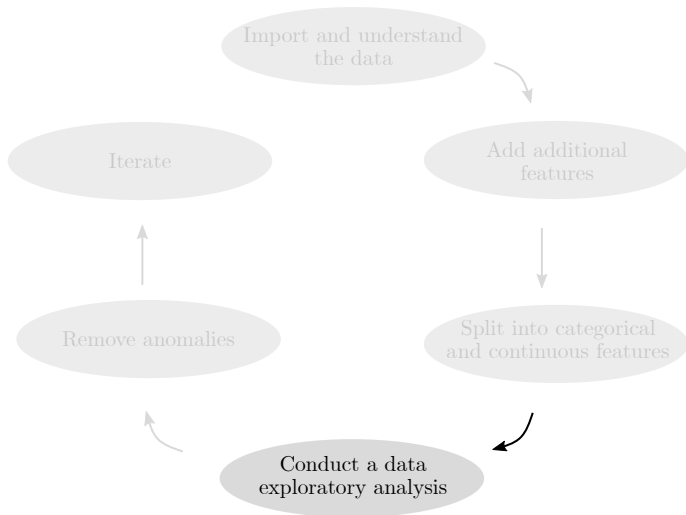 Import and understand
the data
Add additional
features
Split into categorical
and continuous features
Conduct a data
exploratory analysis
Remove anomalies
Iterate